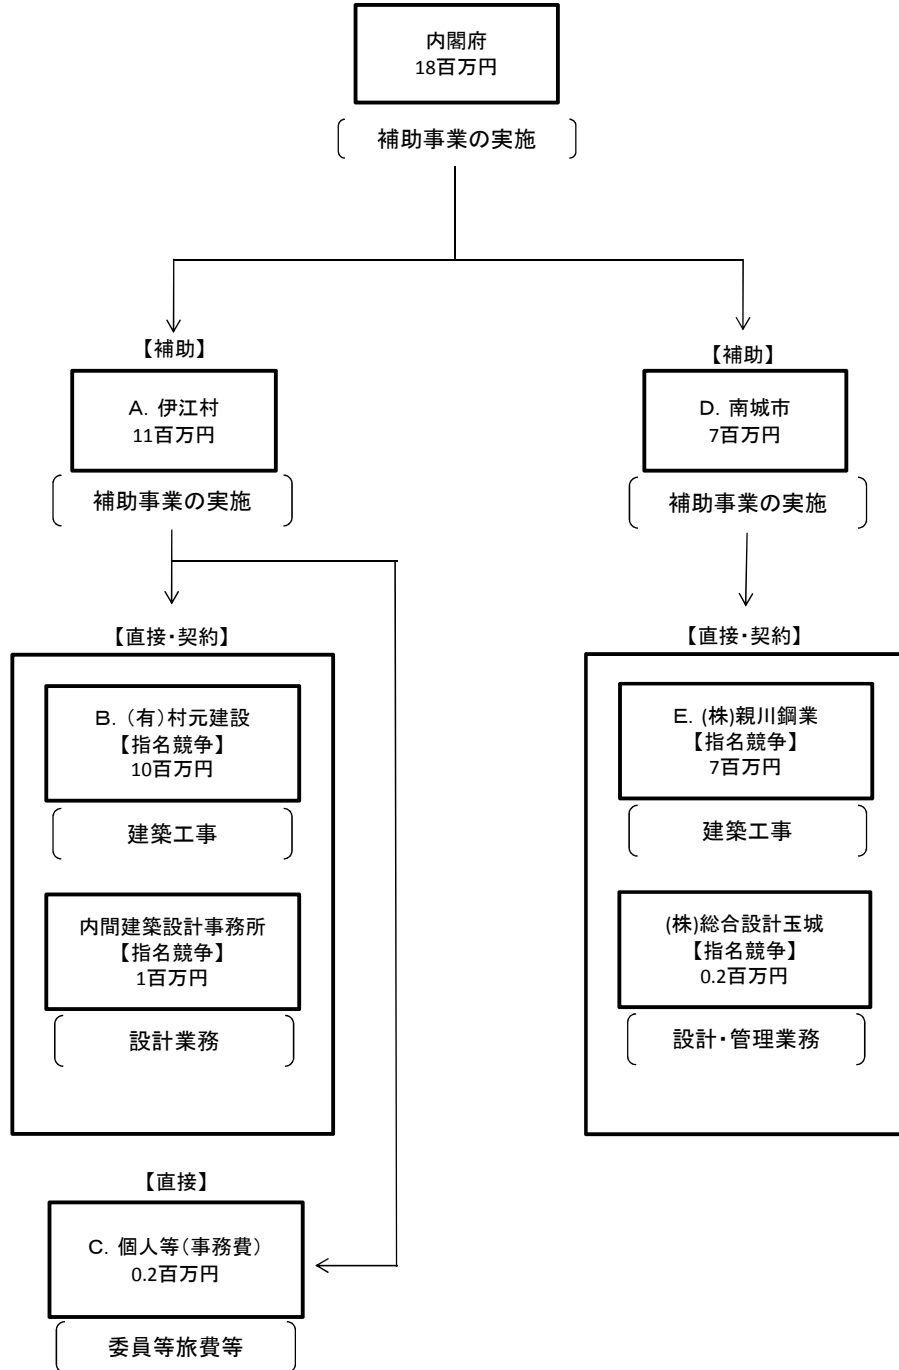 内閣府
18百万円
補助事業の実施
【補助】
A. 伊江村
11百万円
補助事業の実施
【直接・契約】
B. (有)村元建設
【指名競争】
10百万円
建築工事
内間建築設計事務所
【指名競争】
1百万円
設計業務
【直接】
C. 個人等(事務費)
0.2百万円
委員等旅費等
【補助】
D. 南城市
7百万円
補助事業の実施
【直接・契約】
E. (株)親川鋼業
【指名競争】
7百万円
建築工事
(株)総合設計玉城
【指名競争】
0.2百万円
設計・管理業務